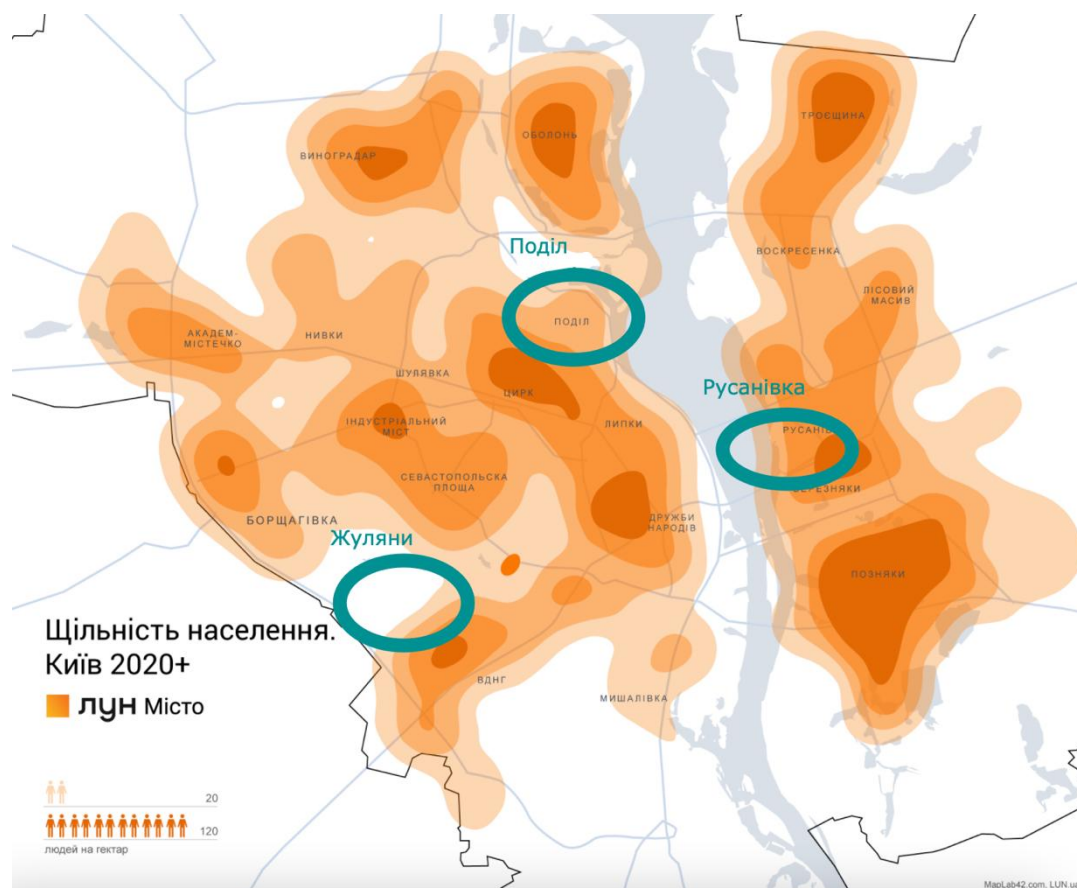 ТРОЄЩИНА
ОБОЛОНЬ
ВИНОГРАДАР
Поділ
ВОСКРЕСЕНКА
ЛІСОВИЙ
МАСИВ
ПОДІЛ
АКАДЕМ-
МІСТЕЧКО
НИВКИ
ШУЛЯВКА
Русанівка
ЦИРК
ІНДУСТРІАЛЬНИЙ
МІСТ
ЛИПКИ
РУСАНІВ
СЕВАСТОПОЛЬСКА
ПЛОЩА
БЕРЕЗНЯКИ
БОРЩАГІВКА
ДРУЖБИ
НАРОДІВ
Жуляни
ПОЗНЯКИ
Щільність населення.
Київ 2020+
ЛУН Місто
ВДНГ
МИШАЛІВКА
20
120
людей на гектар
MapLab42.com, LUN.ua